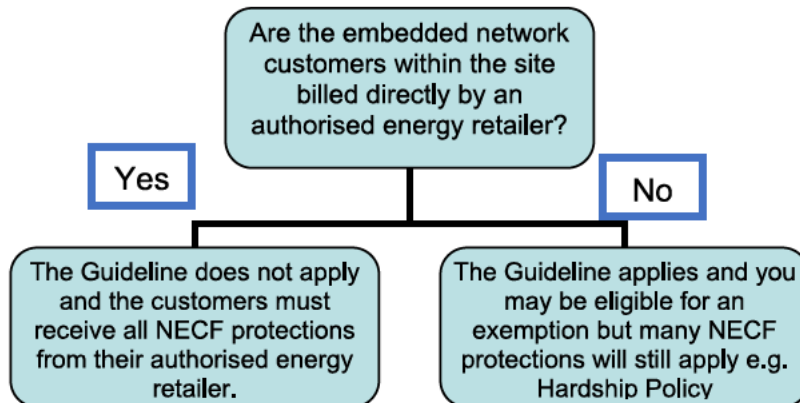 Are the embedded network
customers within the site
billed directly by an
authorised energy retailer?
Yes
No
The Guideline does not apply
and the customers must
receive all NECF protections
from their authorised energy
retailer.
The Guideline applies and you
may be eligible for an
exemption but many NECF
protections will still apply e.g.
Hardship Policy